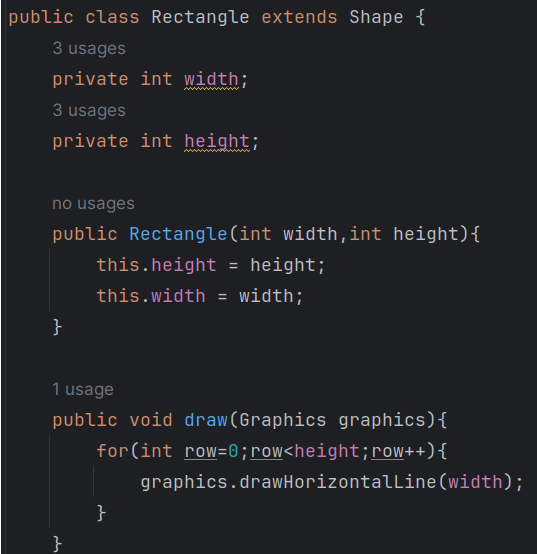 public class Rectangle extends Shape {
3 usages
private int width;
3 usages
private int height;
no usages
public Rectangle(int width,int height){
this.height = height;
this.width = width;
}
1 usage
public void draw(Graphics graphics){
for(int row=0;row<height;row++){
graphics.drawHorizontalLine(width);
}
}